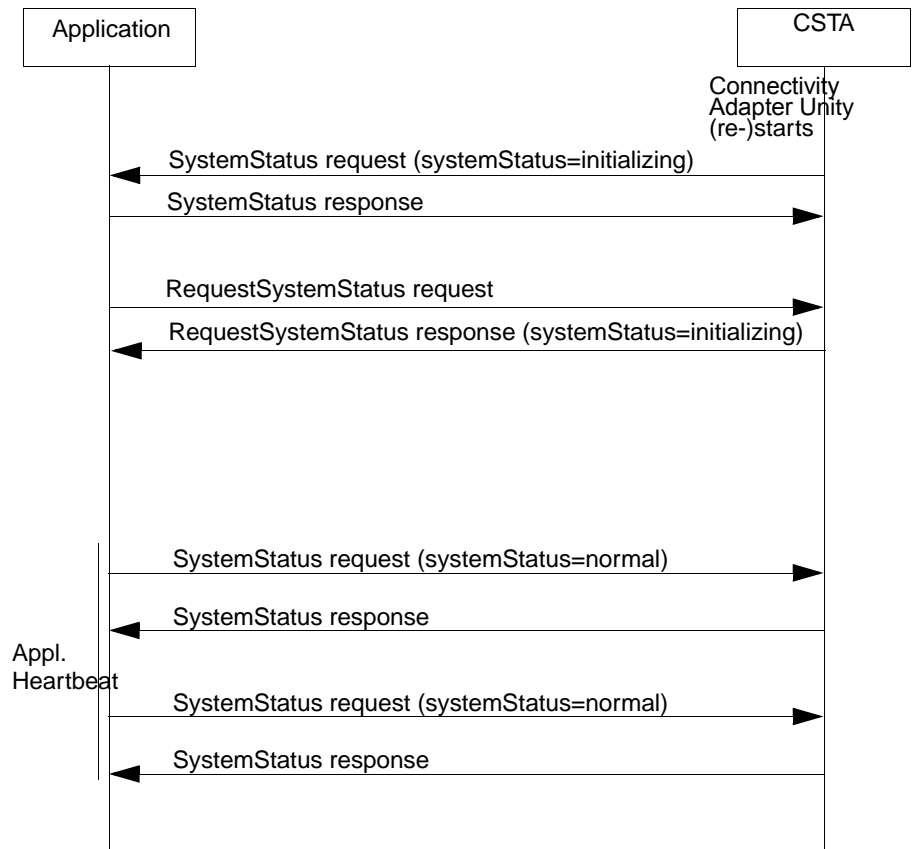 Application
CSTA
Connectivity
Adapter Unity
(re-)starts
SystemStatus request (systemStatus=initializing)
SystemStatus response
RequestSystemStatus request
RequestSystemStatus response (systemStatus=initializing)
SystemStatus request (systemStatus=normal)
SystemStatus response
Appl.
Heartbeat
SystemStatus request (systemStatus=normal)
SystemStatus response